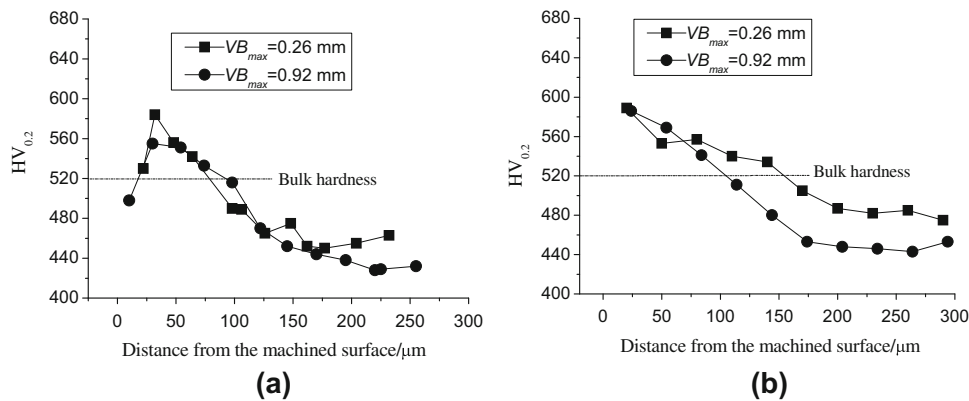 680
640
600
560
520
480
440
400
HV0.2
VBmax=0.26 mm
VBmax=0.92 mm
Bulk hardness
0 50 100 150 200 250 300
Distance from the machined surface/μm
(a)
680
640
600
560
520
480
440
400
HV0.2
VBmax=0.26 mm
VBmax=0.92 mm
Bulk hardness
0 50 100 150 200 250 300
Distance from the machined surface/μm
(b)